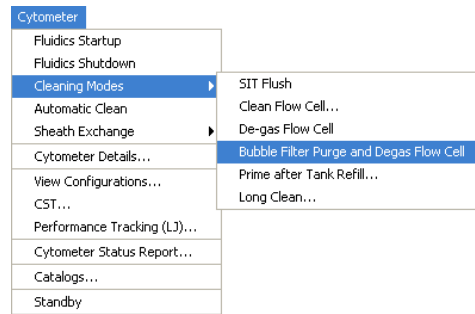 Cytometer
Fluidics Startup
Fluidics Shutdown
Cleaning Modes
Automatic Clean
Sheath Exchange
Cytometer Details...
View Configurations...
CST...
Performance Tracking (LJ)...
Cytometer Status Report...
Catalogs...
Standby
SIT Flush
Clean Flow Cell...
De-gas Flow Cell
Bubble Filter Purge and Degas Flow Cell
Prime after Tank Refill...
Long Clean...